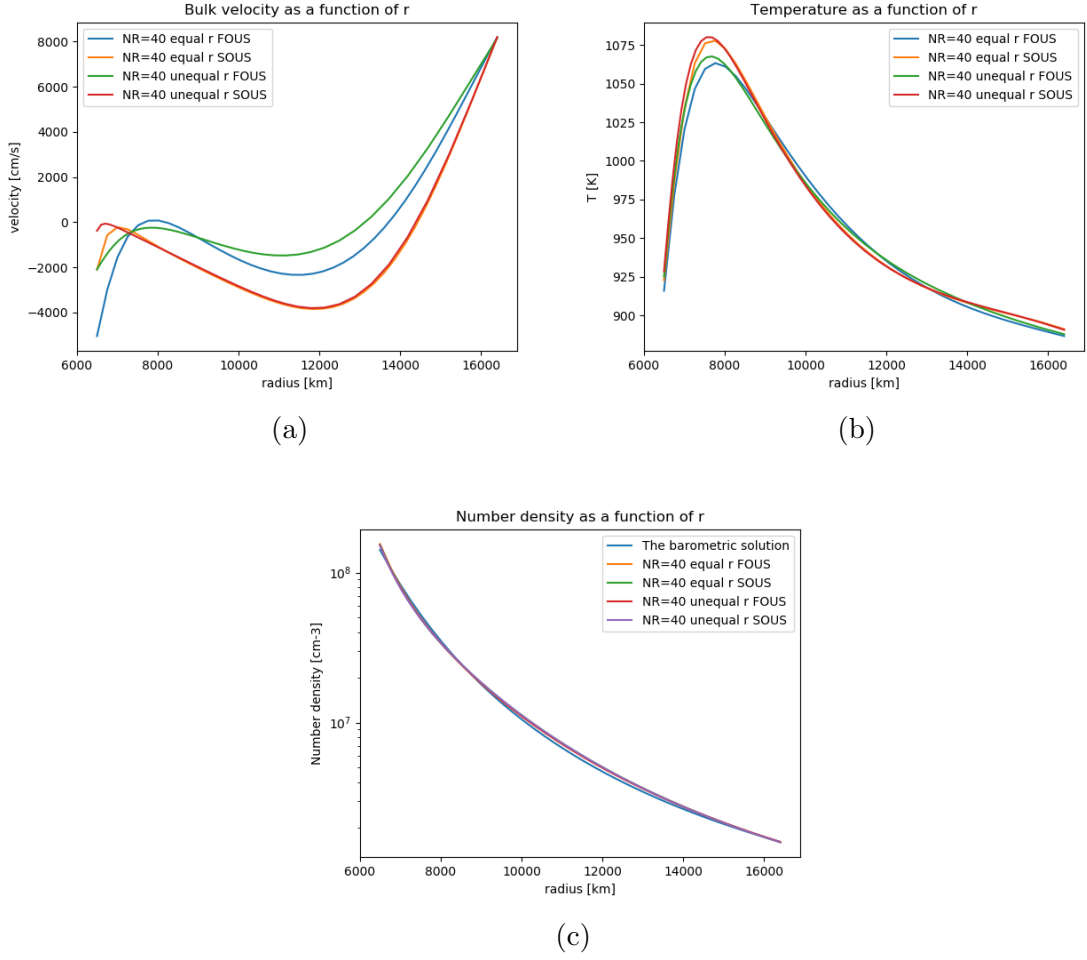 Bulk velocity as a function of r
NR=40 equal r FOUS
NR=40 equal r SOUS
NR=40 unequal r FOUS
NR=40 unequal r SOUS
8000
6000
4000
2000
0
−2000
−4000
velocity [cm/s]
6000 8000 10000 12000 14000 16000
radius [km]
(a)
Temperature as a function of r
NR=40 equal r FOUS
NR=40 equal r SOUS
NR=40 unequal r FOUS
NR=40 unequal r SOUS
1075
1050
1025
1000
975
950
925
900
T [K]
6000 8000 10000 12000 14000 16000
radius [km]
(b)
Number density as a function of r
The barometric solution
NR=40 equal r FOUS
NR=40 equal r SOUS
NR=40 unequal r FOUS
NR=40 unequal r SOUS
10⁸
10⁷
Number density [cm-3]
6000 8000 10000 12000 14000 16000
radius [km]
(c)